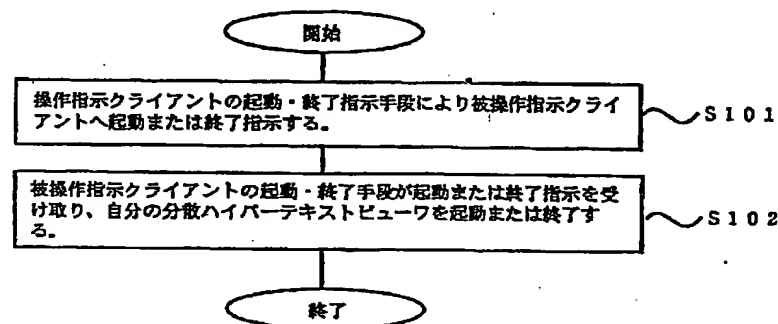 開始
操作指示クライアントの起動・終了指示手段により被操作指示クライ
アントへ起動または終了指示する。
S101
被操作指示クライアントの起動・終了手段が起動または終了指示を受
け取り、自分の分散ハイパーテキストビューワを起動または終了す
る。
S102
終了